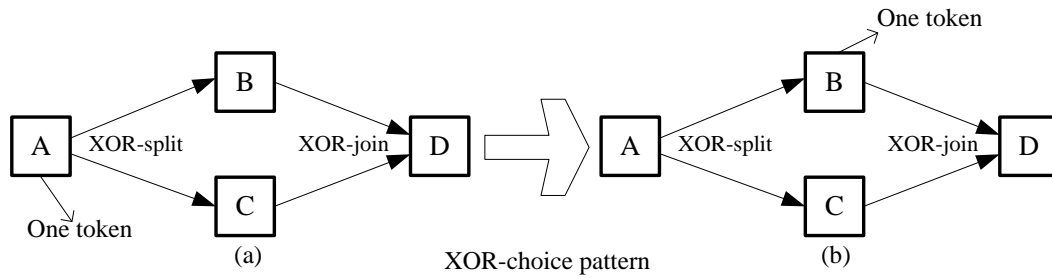 One token
B
A
XOR-split
XOR-join
D
C
One token
(a)
B
A
XOR-split
XOR-join
D
C
(b)
XOR-choice pattern